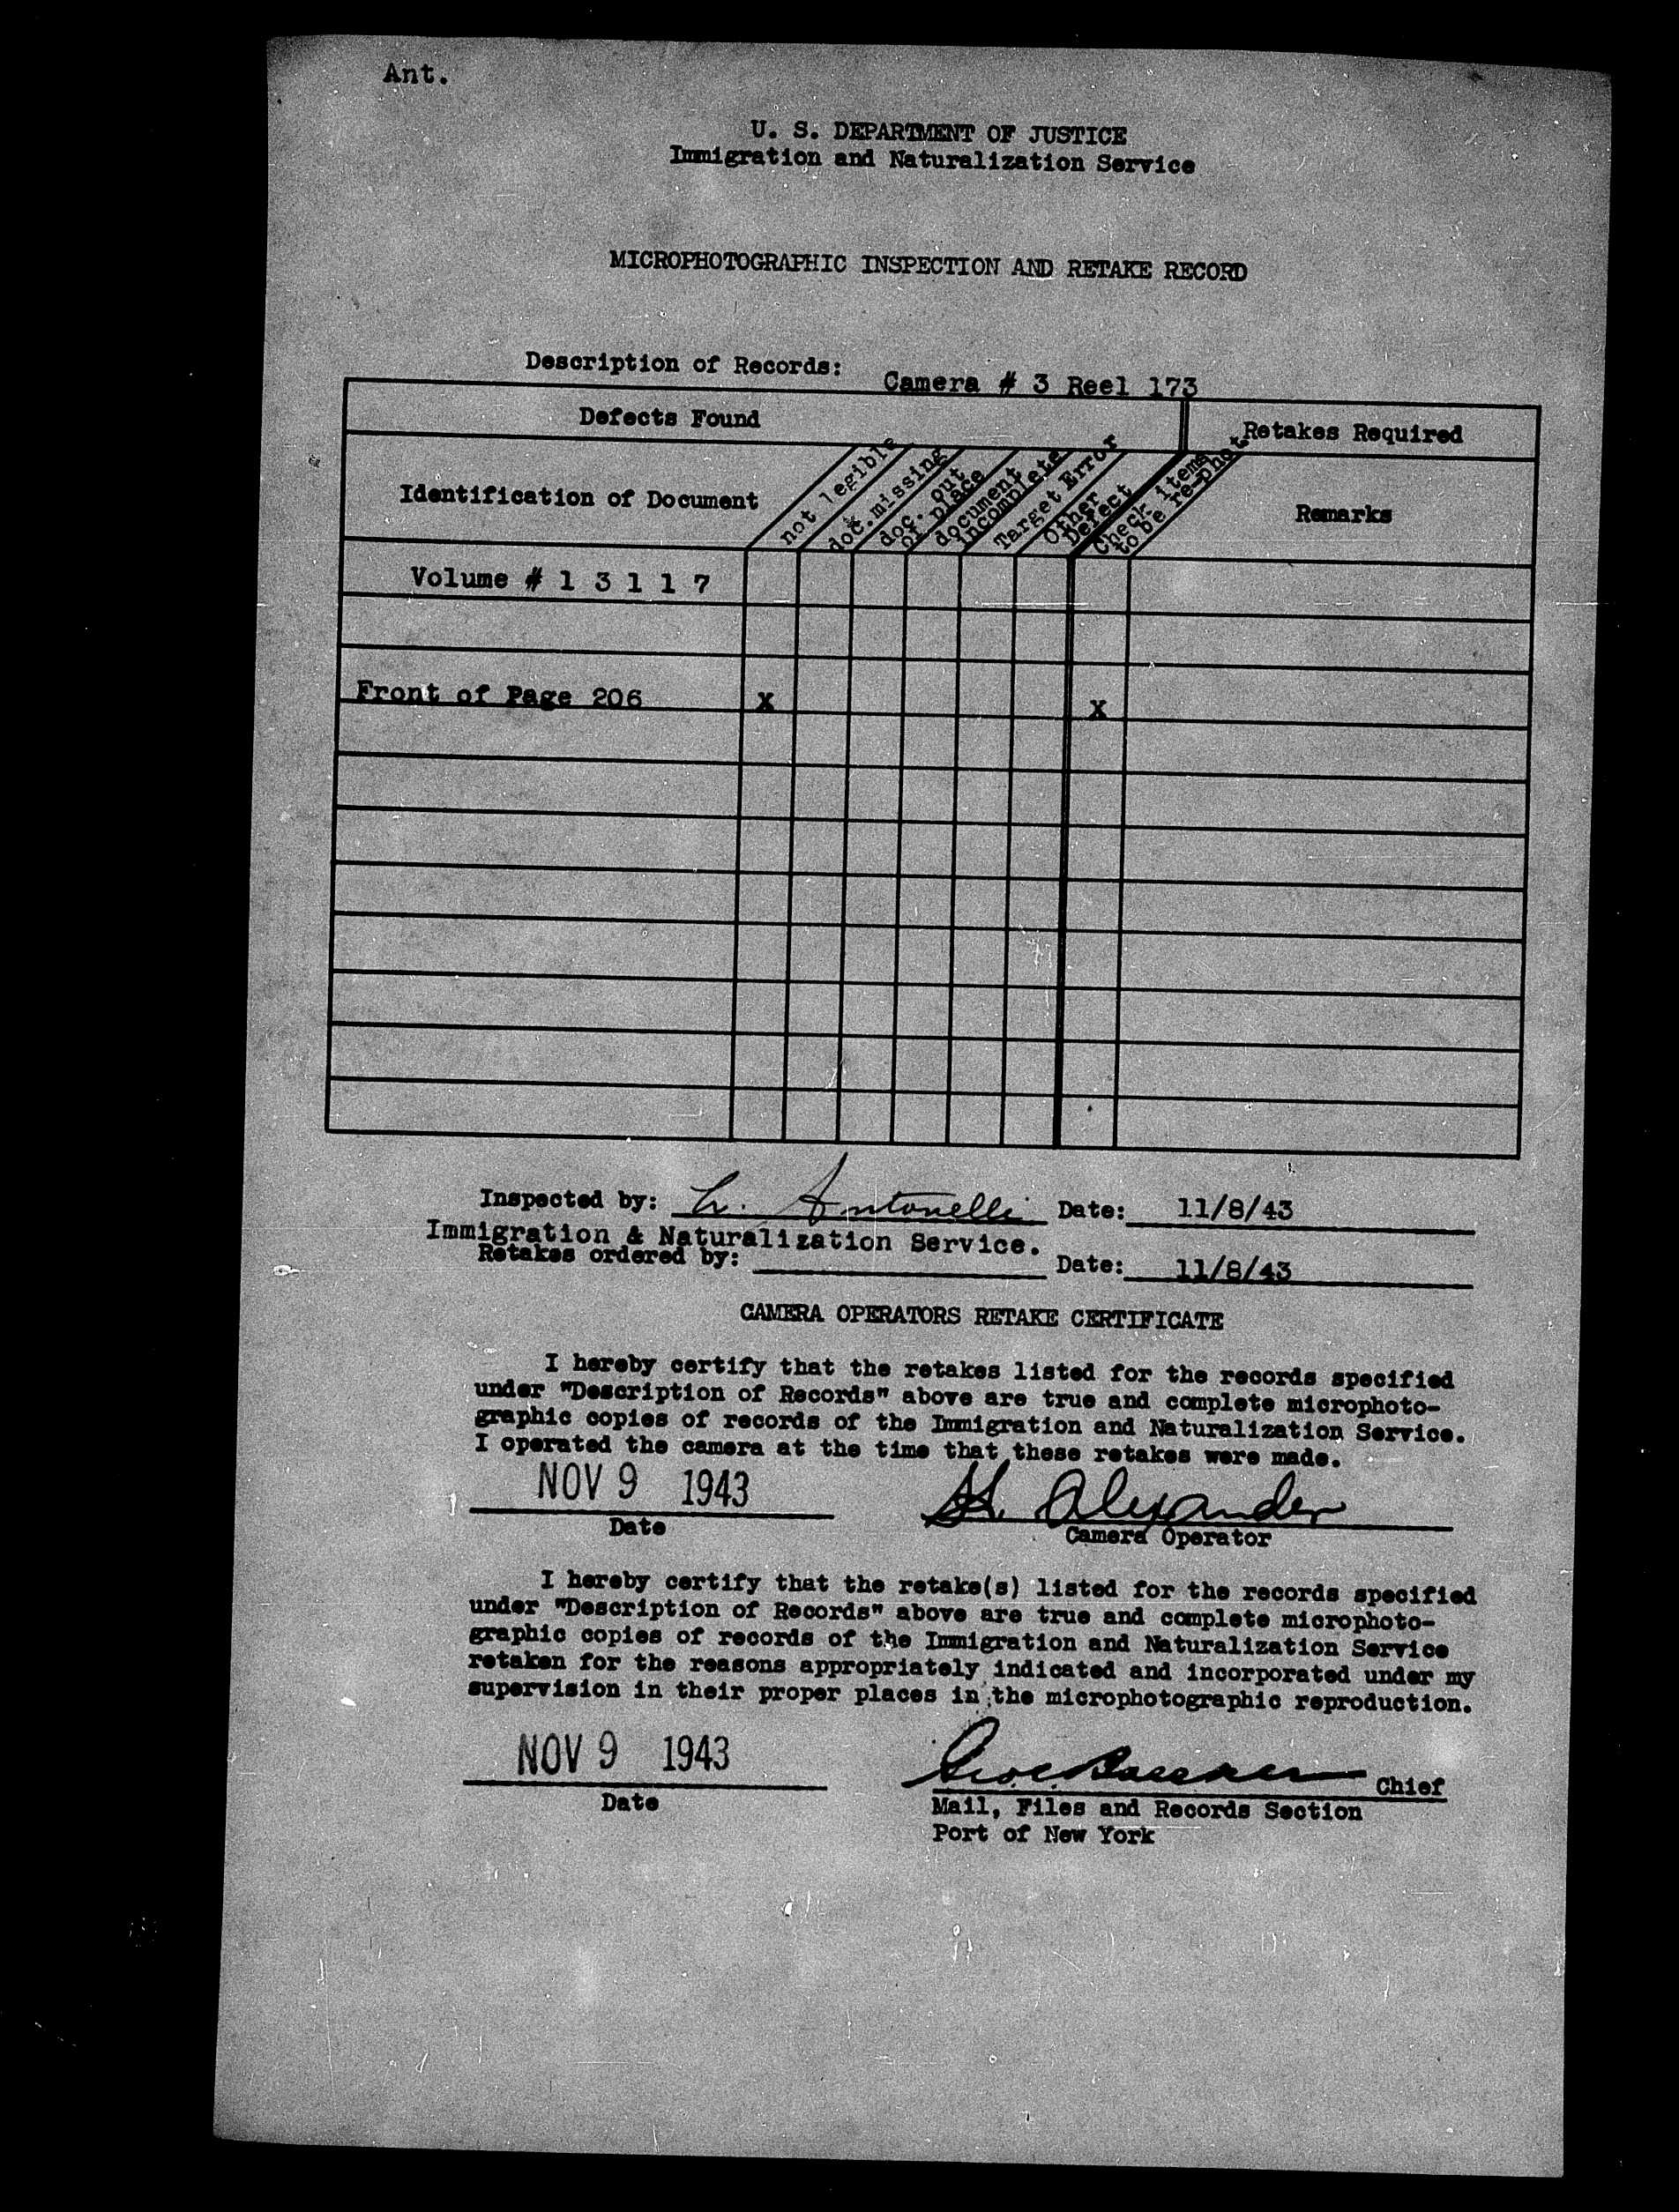 Ant.
U. S. DEPARTMENT OF JUSTICE
Immigration and Naturalization Service
MICROPHOTOGRAPHIC INSPECTION AND RETAKE RECORD
Description of Records: Camera # 3 Reel 173
Defects Found
Retakes Required
Identification of Document
not legible
doc. missing
doc. out
of place
document
incomplete
Target Error
Other
Defect
Check items
to be re-phot
Remarks
Volume # 1 3 1 1 7
Front of Page 206 X X
Inspected by: Antonelli Date: 11/8/43
Immigration & Naturalization Service.
Retakes ordered by: Date: 11/8/43
CAMERA OPERATORS RETAKE CERTIFICATE
I hereby certify that the retakes listed for the records specified
under "Description of Records" above are true and complete microphoto-
graphic copies of records of the Immigration and Naturalization Service.
I operated the camera at the time that these retakes were made.
NOV 9 1943 H. Alexander
Date Camera Operator
I hereby certify that the retake(s) listed for the records specified
under "Description of Records" above are true and complete microphoto-
graphic copies of records of the Immigration and Naturalization Service
retaken for the reasons appropriately indicated and incorporated under my
supervision in their proper places in the microphotographic reproduction.
NOV 9 1943 Chief
Date Mail, Files and Records Section
Port of New York